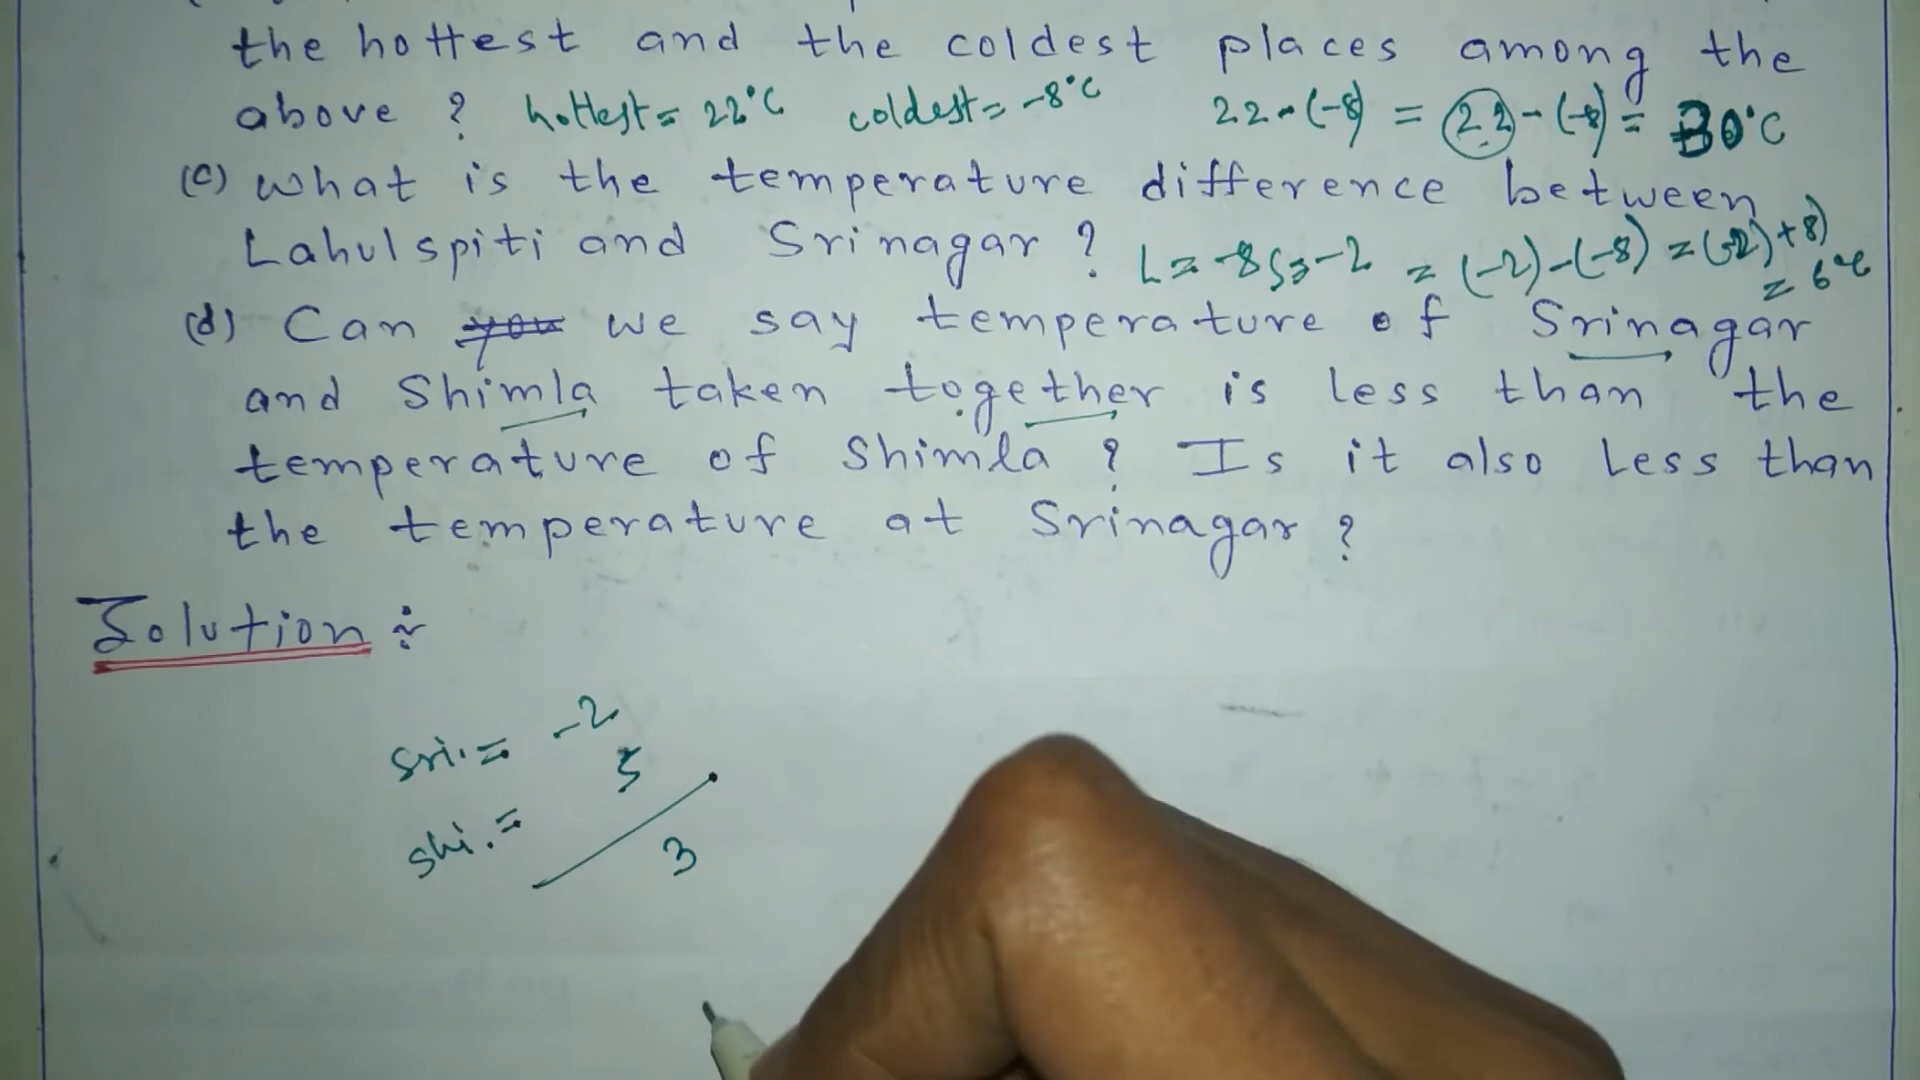 the hottest and the coldest places among the
above ? hottest = 22°C coldest = -8°C 22-(-8) = 22-(-8) = 30°C
(c) What is the temperature difference between
Lahulspiti and Srinagar ? L = -8 S = -2 = (-2)-(-8) = (-2)+8)
= 6°C
(d) Can you we say temperature of Srinagar
and Shimla taken together is less than the
temperature of Shimla ? Is it also Less than
the temperature at Srinagar ?
Solution :
Sri. = -2
shi. = 5
3